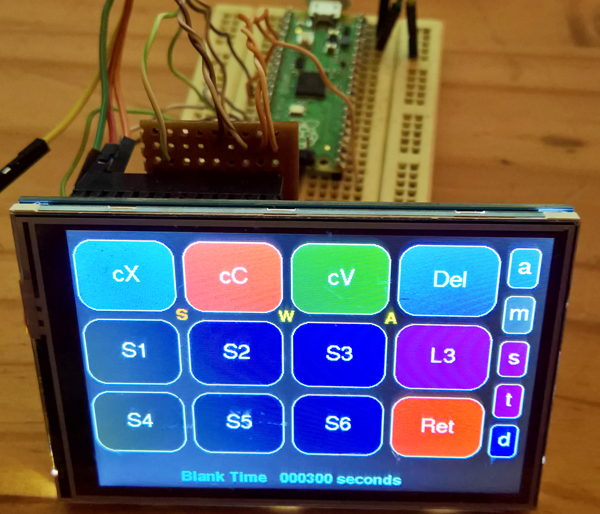 cX cC cV Del a
m
S W A
S1 S2 S3 L3 s
t
S4 S5 S6 Ret d
Blank Time 000300 seconds